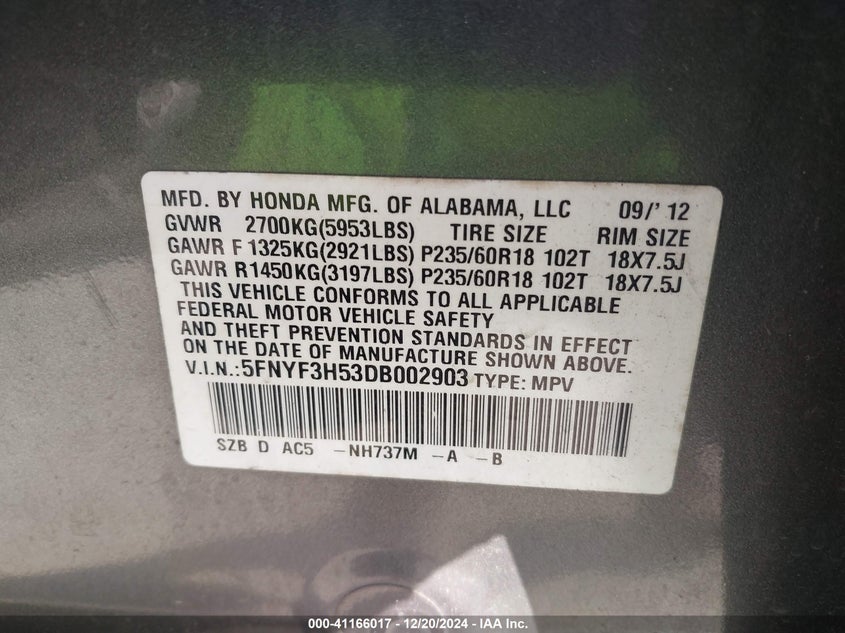 MFD. BY HONDA MFG. OF ALABAMA, LLC 09/' 12
GVWR 2700KG(5953LBS) TIRE SIZE RIM SIZE
GAWR F 1325KG(2921LBS) P235/60R18 102T 18X7.5J
GAWR R1450KG(3197LBS) P235/60R18 102T 18X7.5J
THIS VEHICLE CONFORMS TO ALL APPLICABLE
FEDERAL MOTOR VEHICLE SAFETY
AND THEFT PREVENTION STANDARDS IN EFFECT
ON THE DATE OF MANUFACTURE SHOWN ABOVE.
V.I.N.:5FNYF3H53DB002903 TYPE: MPV
SZB D AC5 -NH737M -A -B
000-41166017 - 12/20/2024 - IAA Inc.